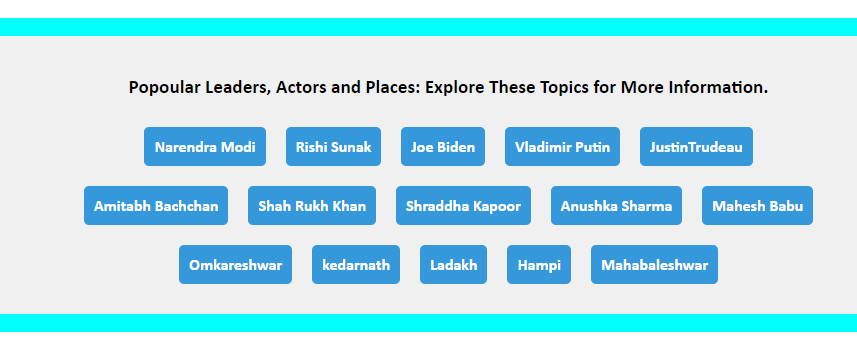 Popoular Leaders, Actors and Places: Explore These Topics for More Information.
Narendra Modi Rishi Sunak Joe Biden Vladimir Putin JustinTrudeau
Amitabh Bachchan Shah Rukh Khan Shraddha Kapoor Anushka Sharma Mahesh Babu
Omkareshwar kedarnath Ladakh Hampi Mahabaleshwar